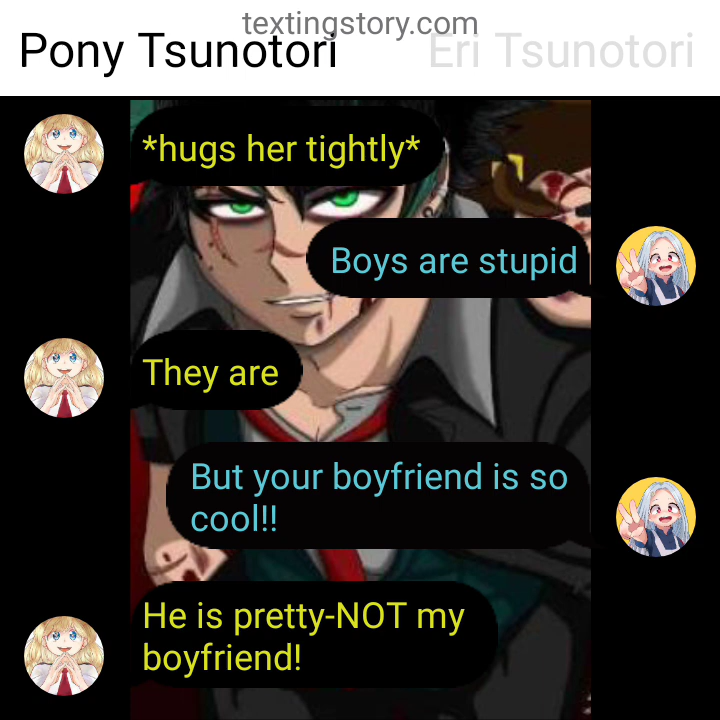 textingstory.com
Pony Tsunotori
Eri Tsunotori
*hugs her tightly*
Boys are stupid
They are
But your boyfriend is so
cool!!
He is pretty-NOT my
boyfriend!